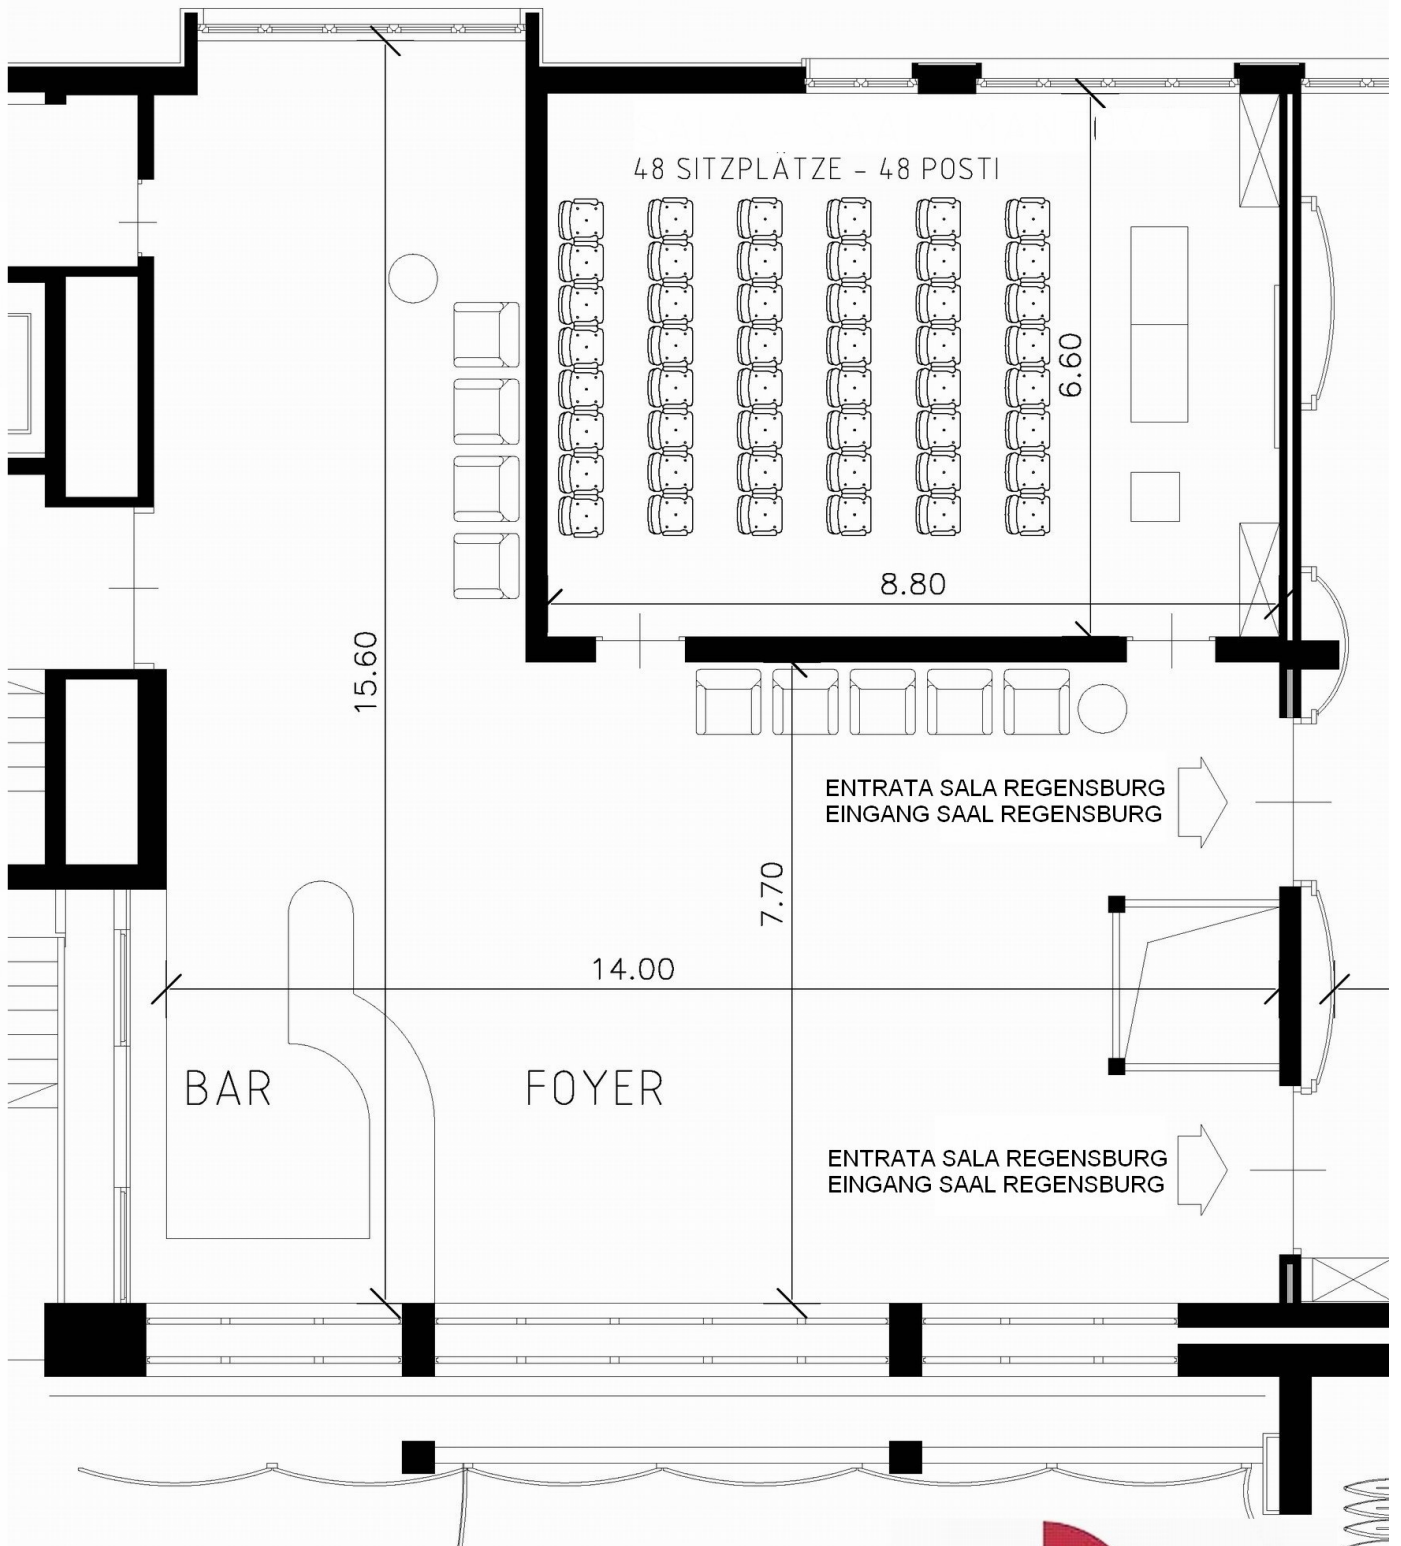 48 SITZPLÄTZE - 48 POSTI
6.60
8.80
15.60
ENTRATA SALA REGENSBURG
EINGANG SAAL REGENSBURG
7.70
14.00
BAR
FOYER
ENTRATA SALA REGENSBURG
EINGANG SAAL REGENSBURG